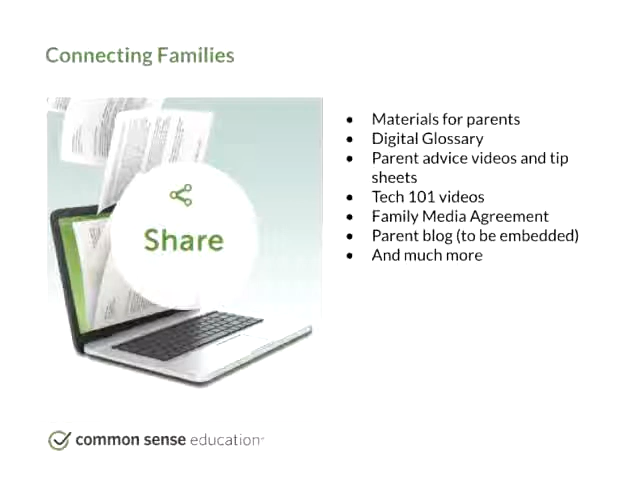 Connecting Families
Share
• Materials for parents
• Digital Glossary
• Parent advice videos and tip
sheets
• Tech 101 videos
• Family Media Agreement
• Parent blog (to be embedded)
• And much more
common sense education